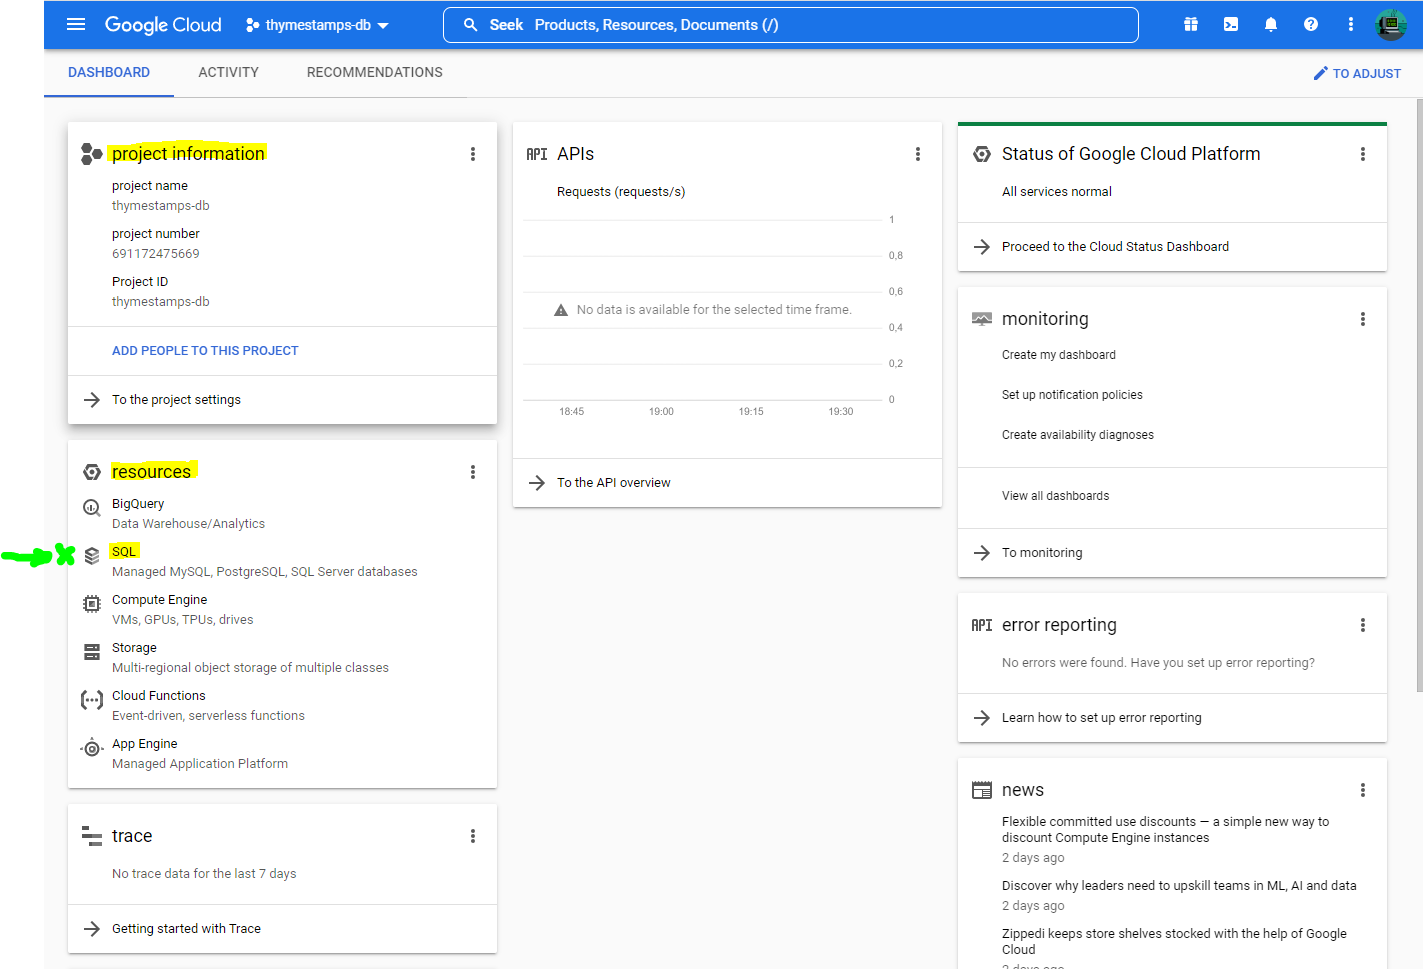 Google Cloud
thymestamps-db
Seek Products, Resources, Documents (/)
DASHBOARD
ACTIVITY
RECOMMENDATIONS
TO ADJUST
project information
project name
thymestamps-db
project number
691172475669
Project ID
thymestamps-db
ADD PEOPLE TO THIS PROJECT
To the project settings
resources
BigQuery
Data Warehouse/Analytics
SQL
Managed MySQL, PostgreSQL, SQL Server databases
Compute Engine
VMs, GPUs, TPUs, drives
Storage
Multi-regional object storage of multiple classes
Cloud Functions
Event-driven, serverless functions
App Engine
Managed Application Platform
trace
No trace data for the last 7 days
Getting started with Trace
API APIs
Requests (requests/s)
1
0,8
0,6
No data is available for the selected time frame.
0,4
0,2
0
18:45 19:00 19:15 19:30
To the API overview
Status of Google Cloud Platform
All services normal
Proceed to the Cloud Status Dashboard
monitoring
Create my dashboard
Set up notification policies
Create availability diagnoses
View all dashboards
To monitoring
API error reporting
No errors were found. Have you set up error reporting?
Learn how to set up error reporting
news
Flexible committed use discounts — a simple new way to
discount Compute Engine instances
2 days ago
Discover why leaders need to upskill teams in ML, AI and data
2 days ago
Zippedi keeps store shelves stocked with the help of Google
Cloud
2 days ago